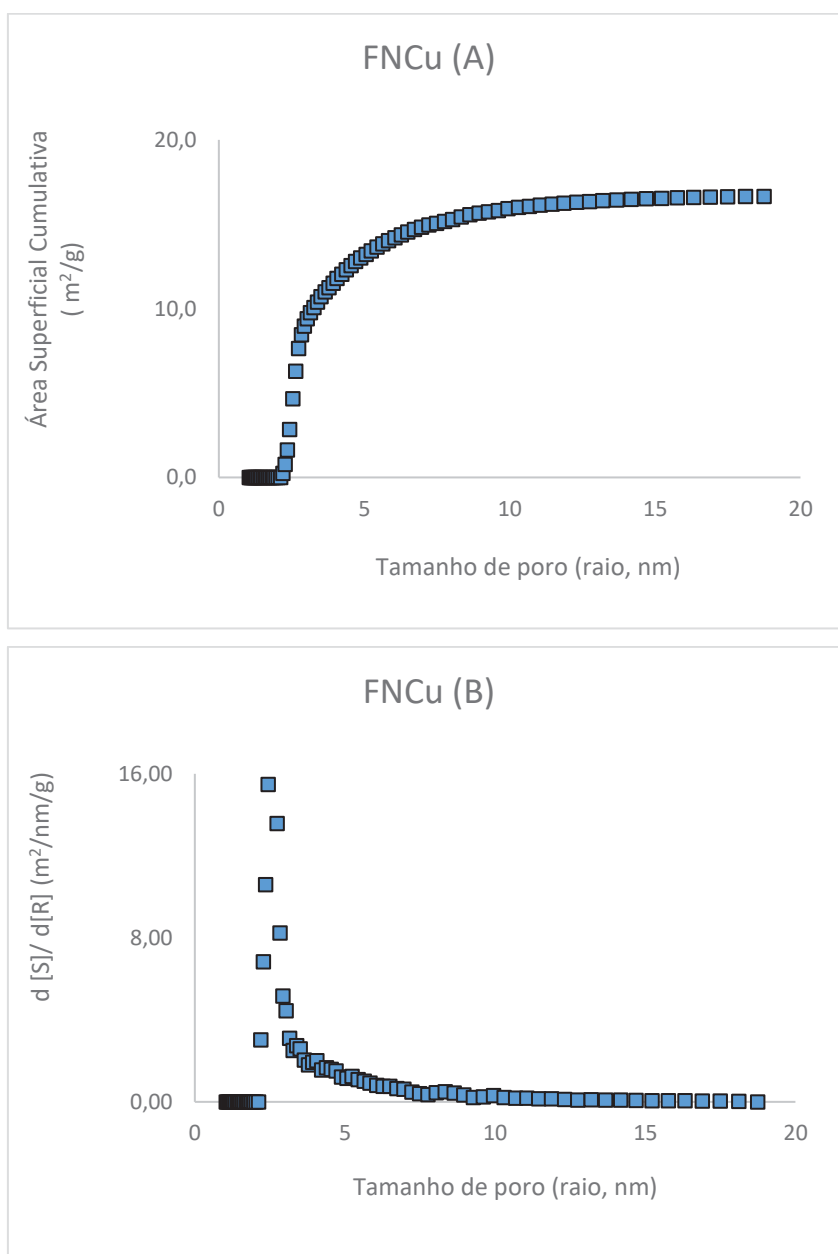 FNCu (A)
Área Superficial Cumulativa
( m²/g)
20,0
10,0
0,0
0
5
10
15
20
Tamanho de poro (raio, nm)
FNCu (B)
d [S]/ d[R] (m²/nm/g)
16,00
8,00
0,00
0
5
10
15
20
Tamanho de poro (raio, nm)